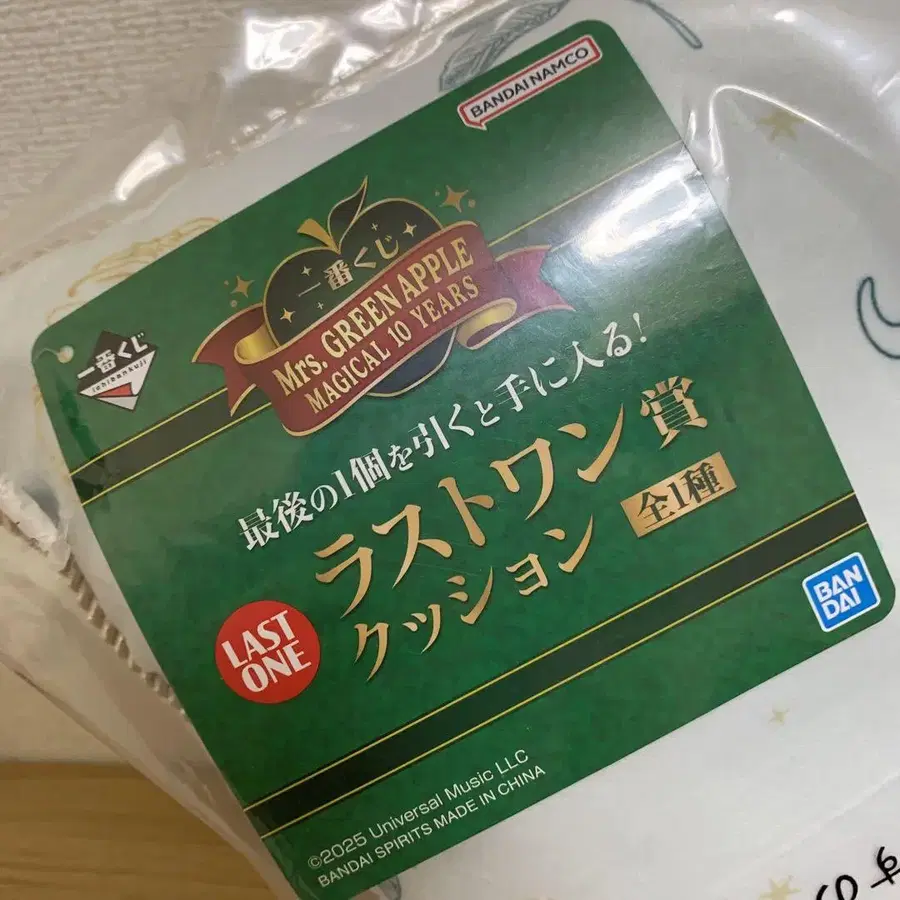 BANDAI NAMCO
一番くじ
Mrs. GREEN APPLE
MAGICAL 10 YEARS
一番くじ
ichibankuji
最後の1個を引くと手に入る!
ラストワン賞
クッション
全1種
LAST
ONE
BAN
DAI
©2025 Universal Music LLC
BANDAI SPIRITS MADE IN CHINA